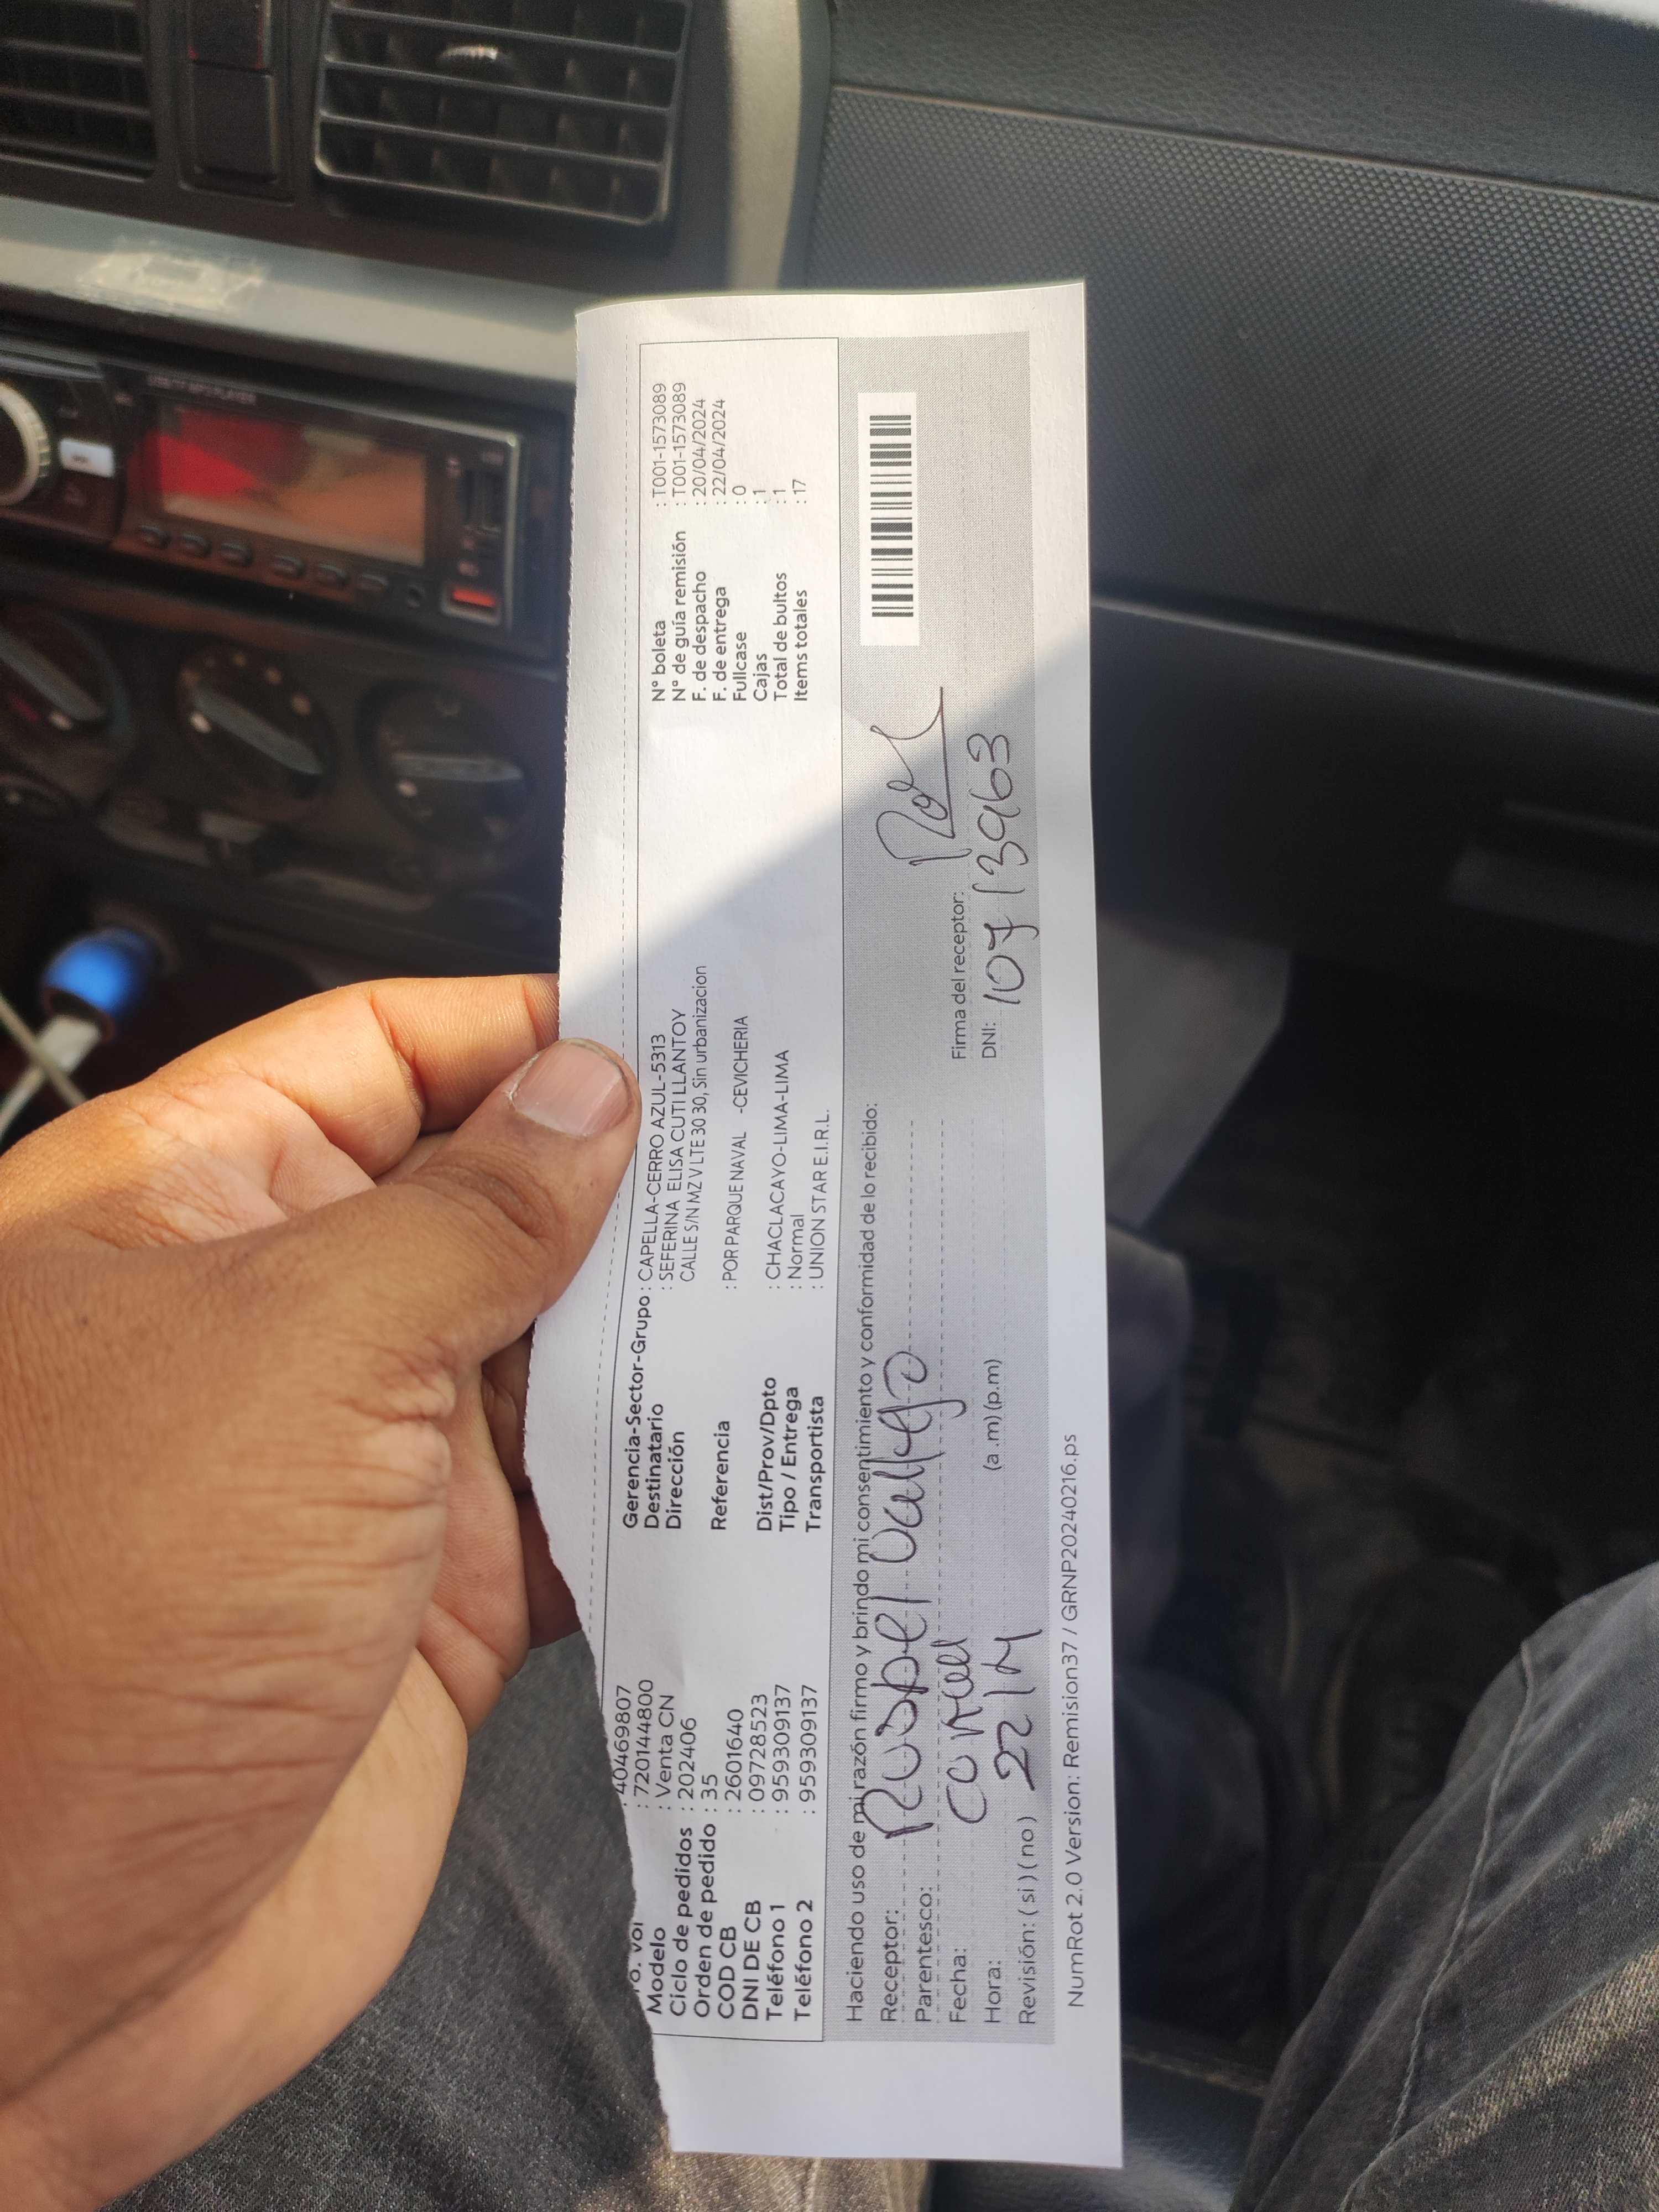 : 40469807
Modelo : 720144800
: Venta CN
Ciclo de pedidos : 202406
Orden de pedido : 35
COD CB : 2601640
DNI DE CB : 09728523
Teléfono 1 : 959309137
Teléfono 2 : 959309137
Gerencia-Sector-Grupo : CAPELLA-CERRO AZUL-5313
Destinatario : SEFERINA ELISA CUTI LLANTOY
Dirección CALLE S/N MZ V LTE 30 30, Sin urbanizacion
Referencia : POR PARQUE NAVAL -CEVICHERIA
Dist/Prov/Dpto : CHACLACAYO-LIMA-LIMA
Tipo / Entrega : Normal
Transportista : UNION STAR E.I.R.L.
N° boleta : T001-1573089
N° de guía remisión : T001-1573089
F. de despacho : 20/04/2024
F. de entrega : 22/04/2024
Fullcase : 0
Cajas : 1
Total de bultos : 1
Items totales : 17
Haciendo uso de mi razón firmo y brindo mi consentimiento y conformidad de lo recibido:
Receptor:
Parentesco:
Fecha:
Hora: 22/4 (a .m) (p.m)
Revisión: ( si ) ( no )
Firma del receptor:
DNI: 10713963
NumRot 2.0 Version: Remision37 / GRNP20240216.ps